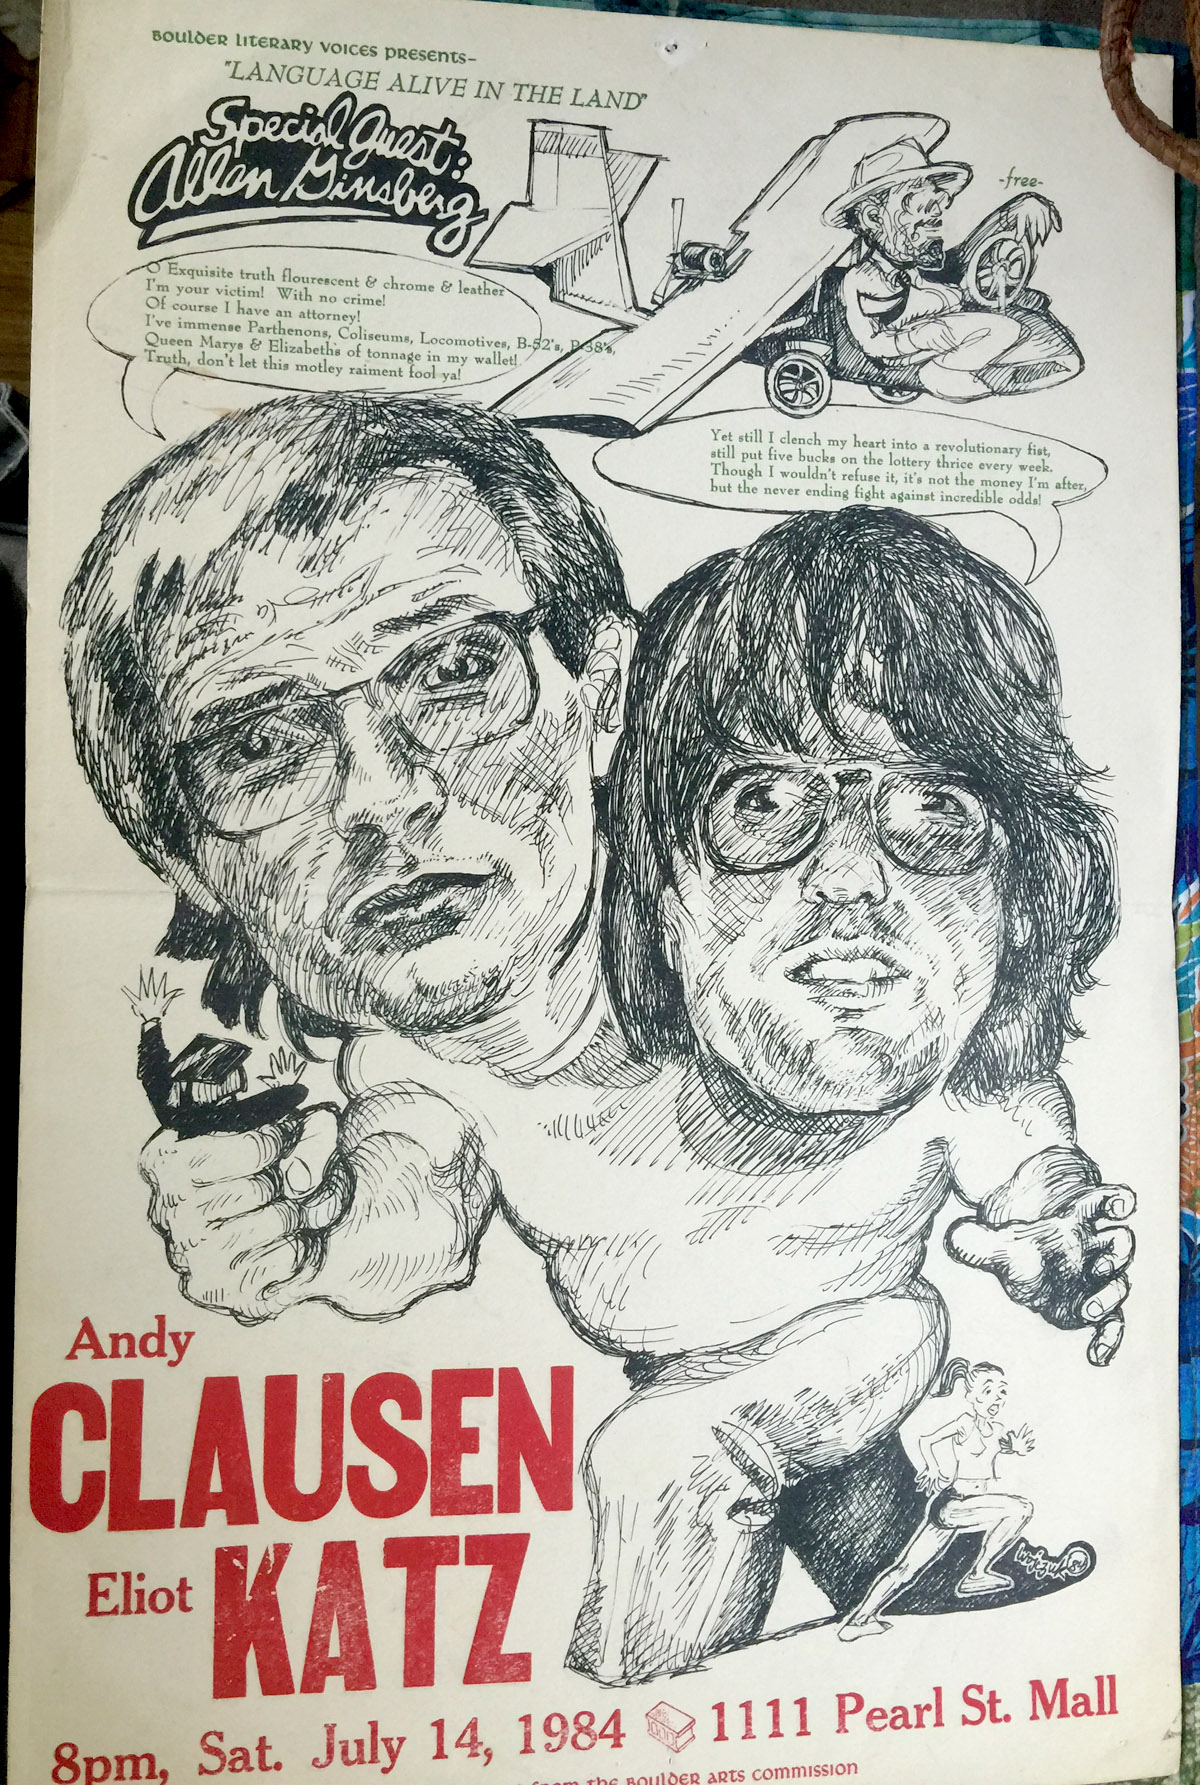 BOULDER LITERARY VOICES PRESENTS-
"LANGUAGE ALIVE IN THE LAND"
Special Guest:
Allen Ginsberg
-free-
O Exquisite truth flourescent & chrome & leather
I'm your victim! With no crime!
Of course I have an attorney!
I've immense Parthenons, Coliseums, Locomotives, B-52's, P-38's,
Queen Marys & Elizabeths of tonnage in my wallet!
Truth, don't let this motley raiment fool ya!
Yet still I clench my heart into a revolutionary fist,
still put five bucks on the lottery thrice every week.
Though I wouldn't refuse it, it's not the money I'm after,
but the never ending fight against incredible odds!
Andy
CLAUSEN
Eliot
KATZ
84
8pm, Sat. July 14, 1984 1111 Pearl St. Mall
from the BOULDER ARTS COMMISSION